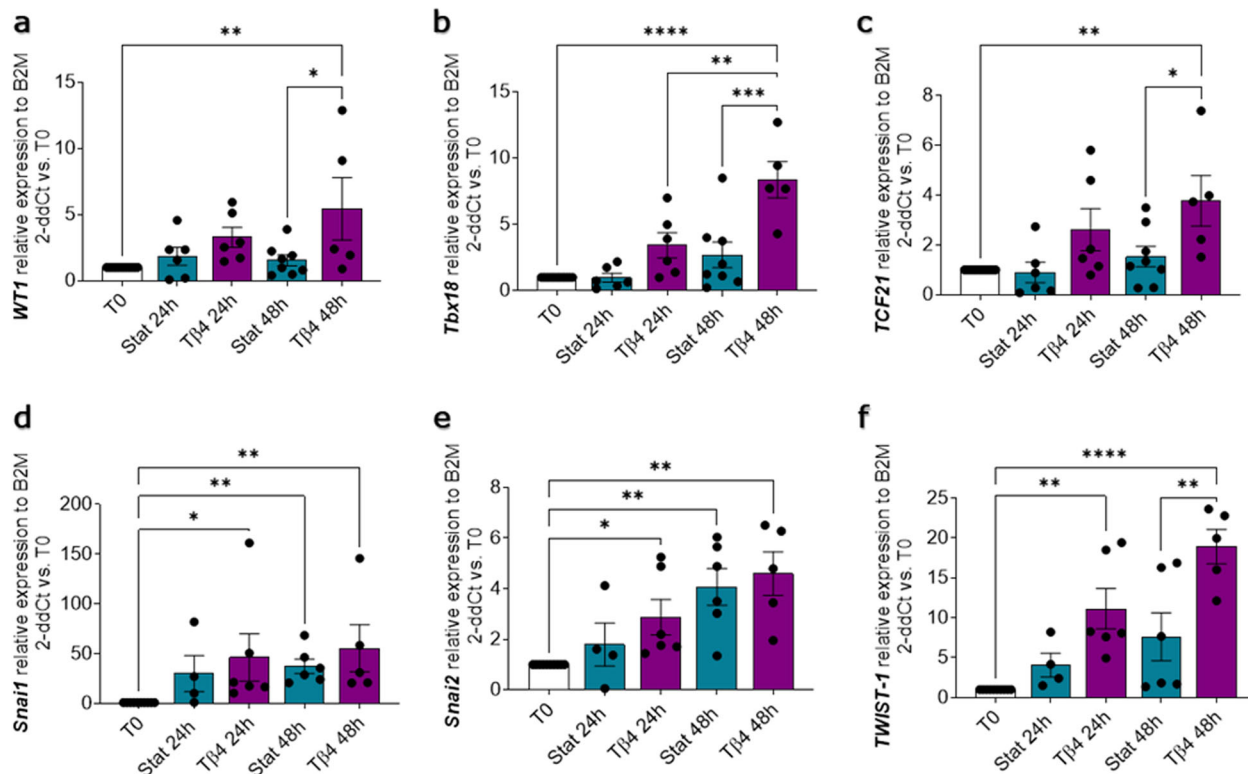 a
**
*
WT1 relative expression to B2M
2-ddCt vs. T0
15
10
5
0
T0
Stat 24h
Tβ4 24h
Stat 48h
Tβ4 48h
b
****
**
***
Tbx18 relative expression to B2M
2-ddCt vs. T0
15
10
5
0
T0
Stat 24h
Tβ4 24h
Stat 48h
Tβ4 48h
c
**
*
TCF21 relative expression to B2M
2-ddCt vs. T0
8
6
4
2
0
T0
Stat 24h
Tβ4 24h
Stat 48h
Tβ4 48h
d
**
**
*
Snai1 relative expression to B2M
2-ddCt vs. T0
200
150
100
50
0
T0
Stat 24h
Tβ4 24h
Stat 48h
Tβ4 48h
e
**
**
*
Snai2 relative expression to B2M
2-ddCt vs. T0
8
6
4
2
0
T0
Stat 24h
Tβ4 24h
Stat 48h
Tβ4 48h
f
****
**
**
TWIST-1 relative expression to B2M
2-ddCt vs. T0
25
20
15
10
5
0
T0
Stat 24h
Tβ4 24h
Stat 48h
Tβ4 48h